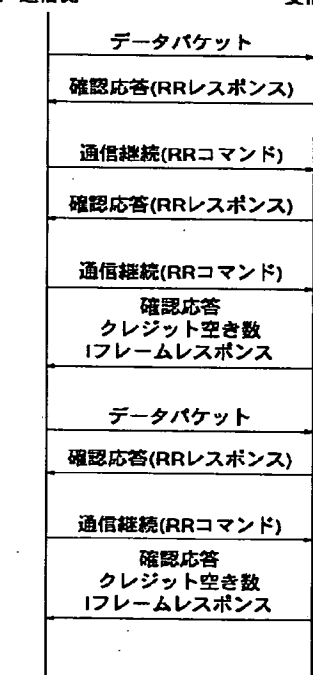 データパケット
確認応答(RRレスポンス)
通信継続(RRコマンド)
確認応答(RRレスポンス)
通信継続(RRコマンド)
確認応答
クレジット空き数
Iフレームレスポンス
データパケット
確認応答(RRレスポンス)
通信継続(RRコマンド)
確認応答
クレジット空き数
Iフレームレスポンス